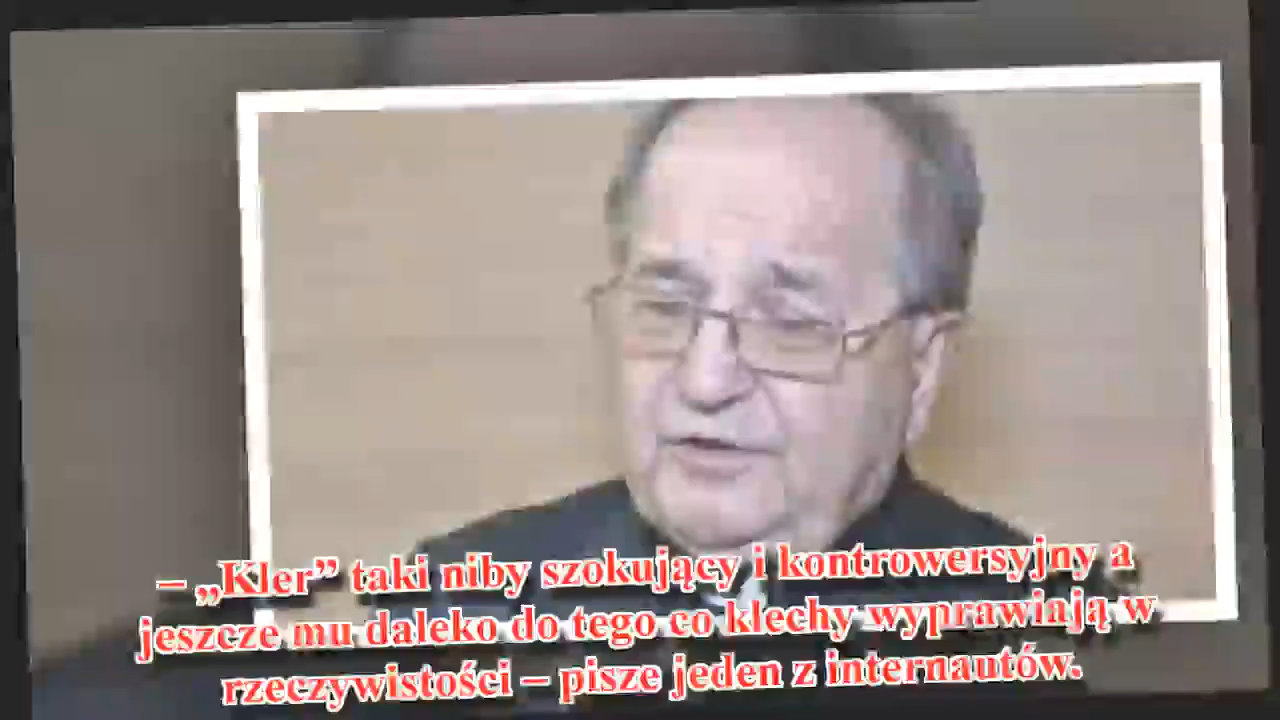 – „Kler” taki niby szokujący i kontrowersyjny a
jeszcze mu daleko do tego co klechy wyprawiają w
rzeczywistości – pisze jeden z internautów.